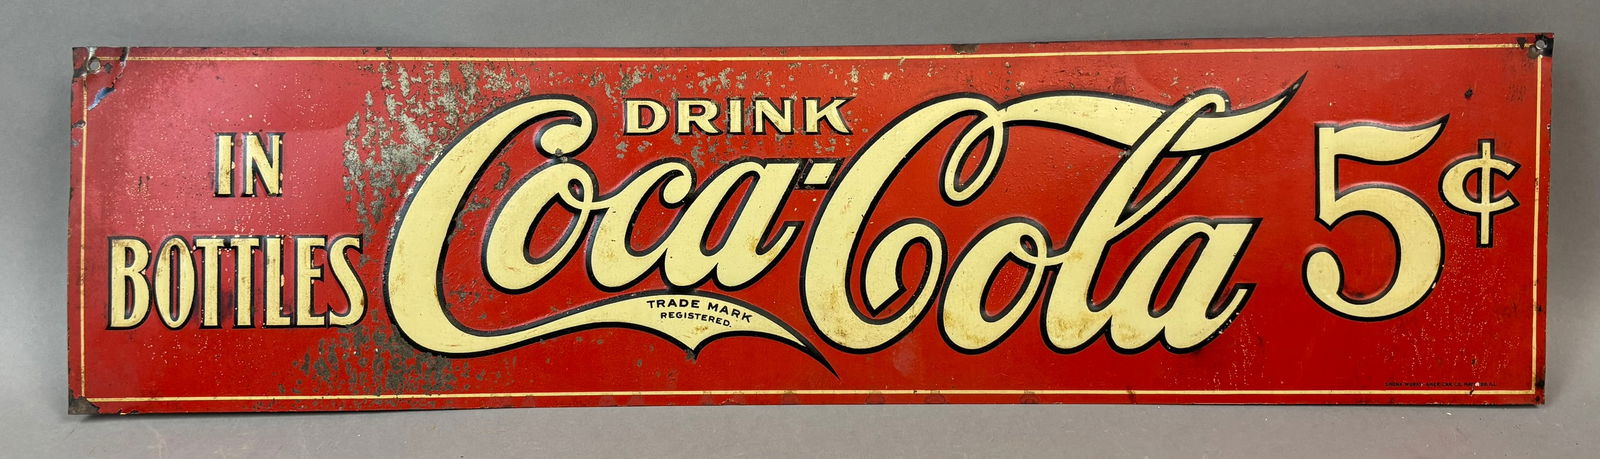 IN
BOTTLES
DRINK
Coca-Cola
TRADE MARK
REGISTERED.
5¢